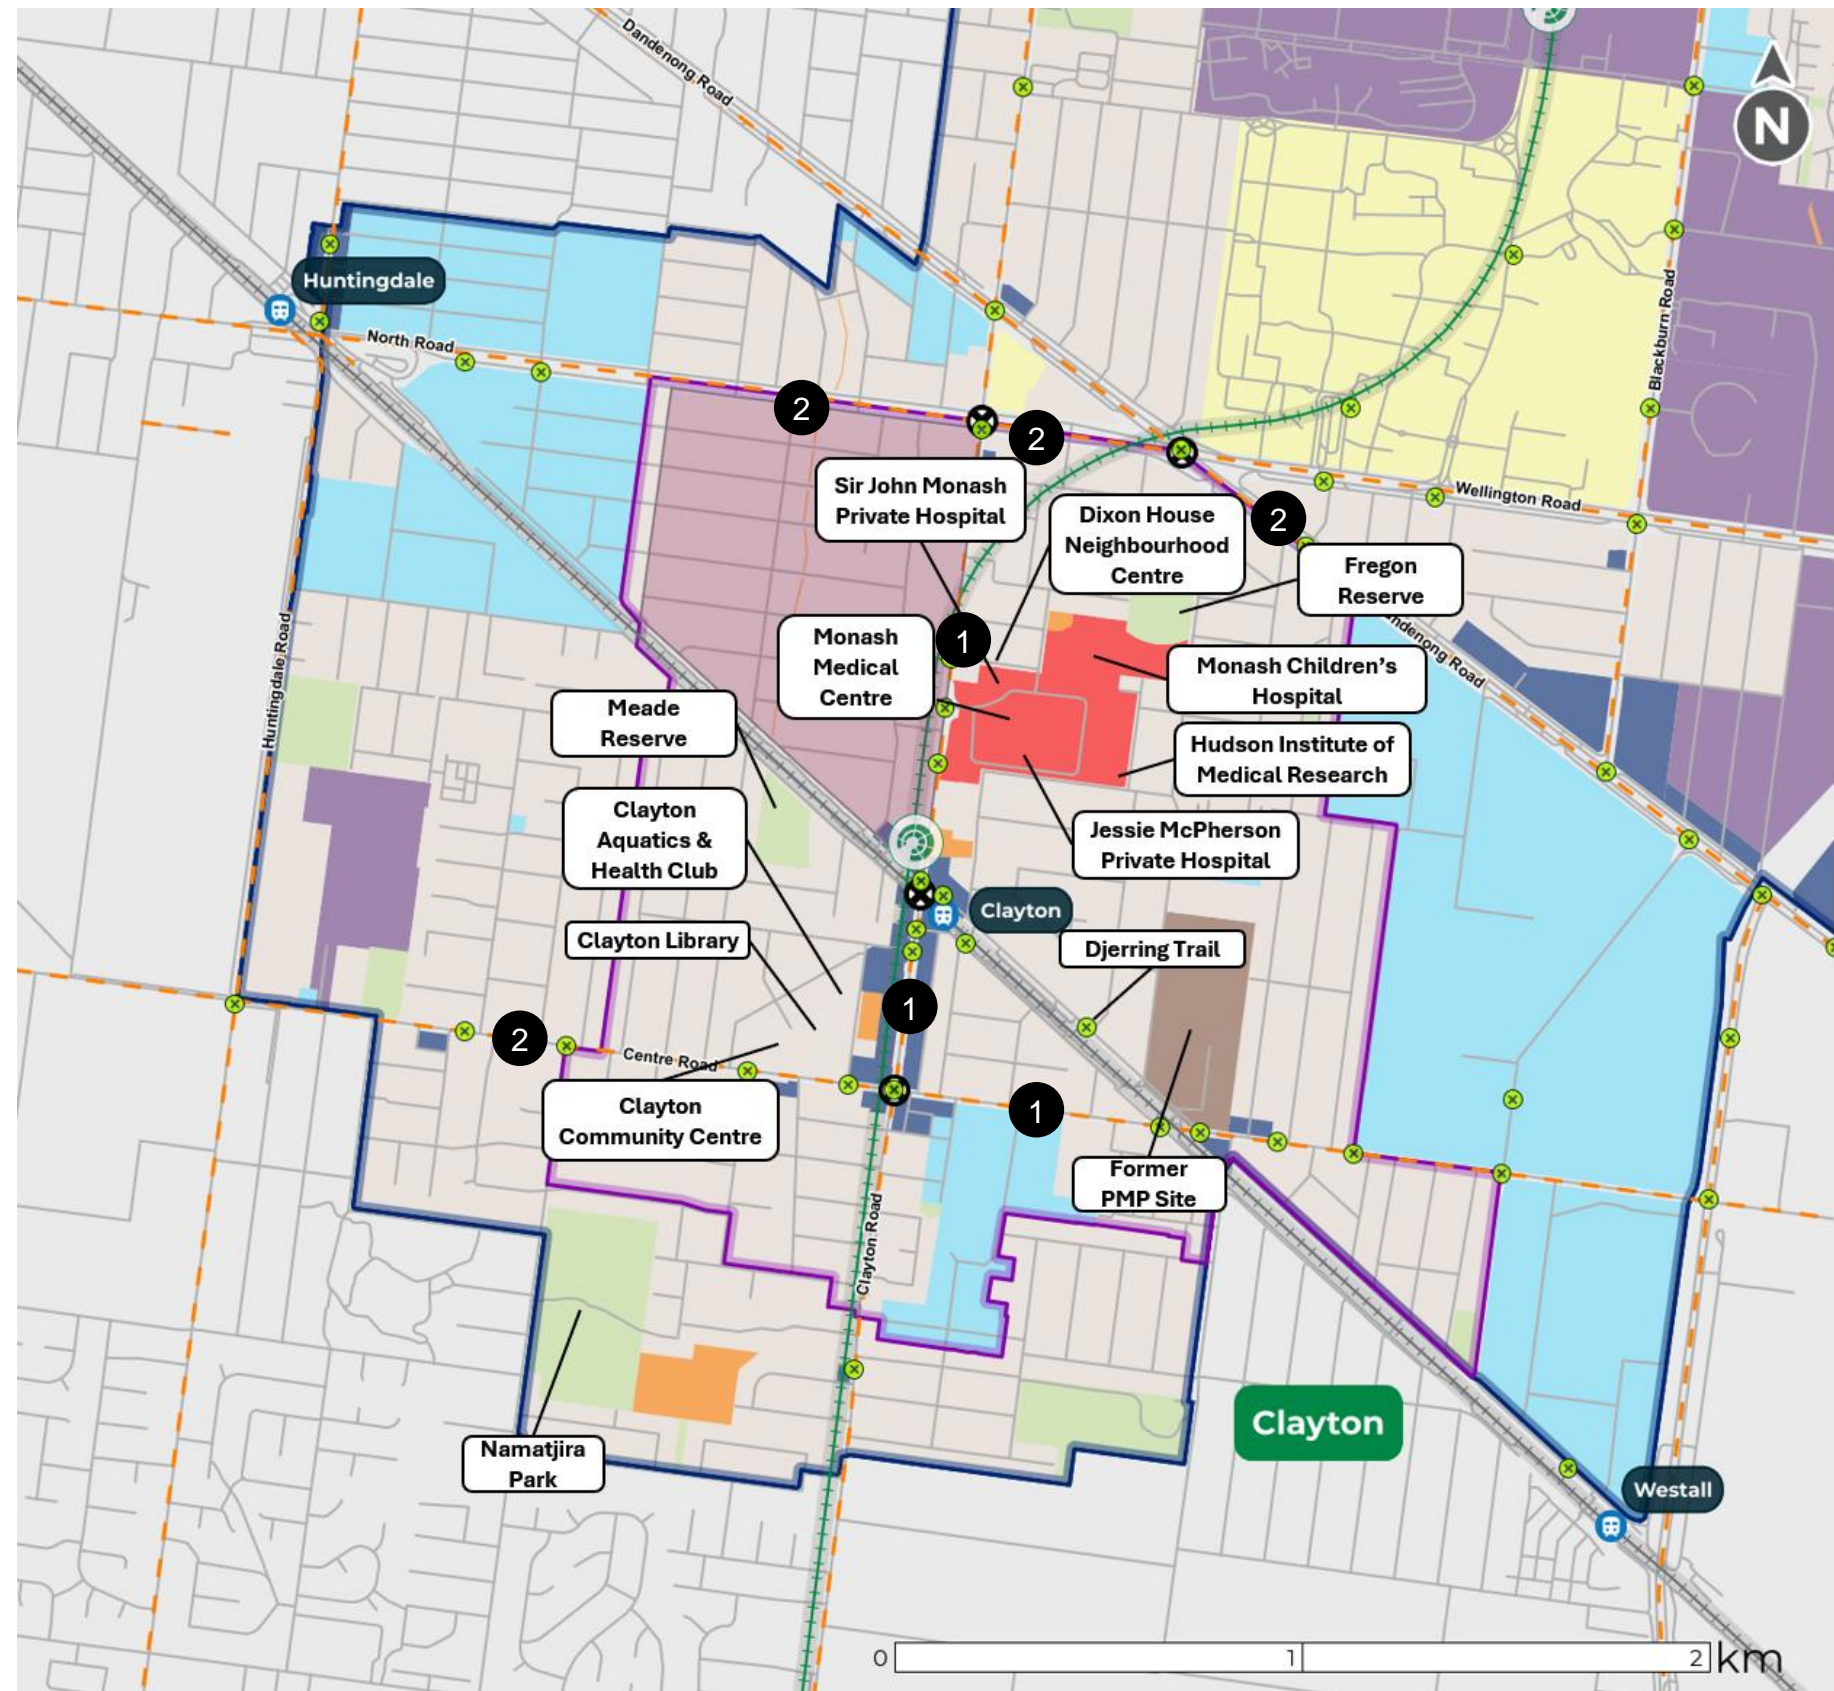 Dandenong Road
N
Huntingdale
North Road
2
2
Blackburn Road
Sir John Monash
Private Hospital
Dixon House
Neighbourhood
Centre
2
Wellington Road
Fregon
Reserve
Dandenong Road
Monash
Medical
Centre
1
Monash Children's
Hospital
Huntingdale Road
Meade
Reserve
Hudson Institute of
Medical Research
Clayton
Aquatics &
Health Club
Jessie McPherson
Private Hospital
Clayton
Clayton Library
Djerring Trail
1
2
Centre Road
Clayton
Community Centre
1
Former
PMP Site
Clayton Road
Clayton
Namatjira
Park
Westall
0
1
2
km